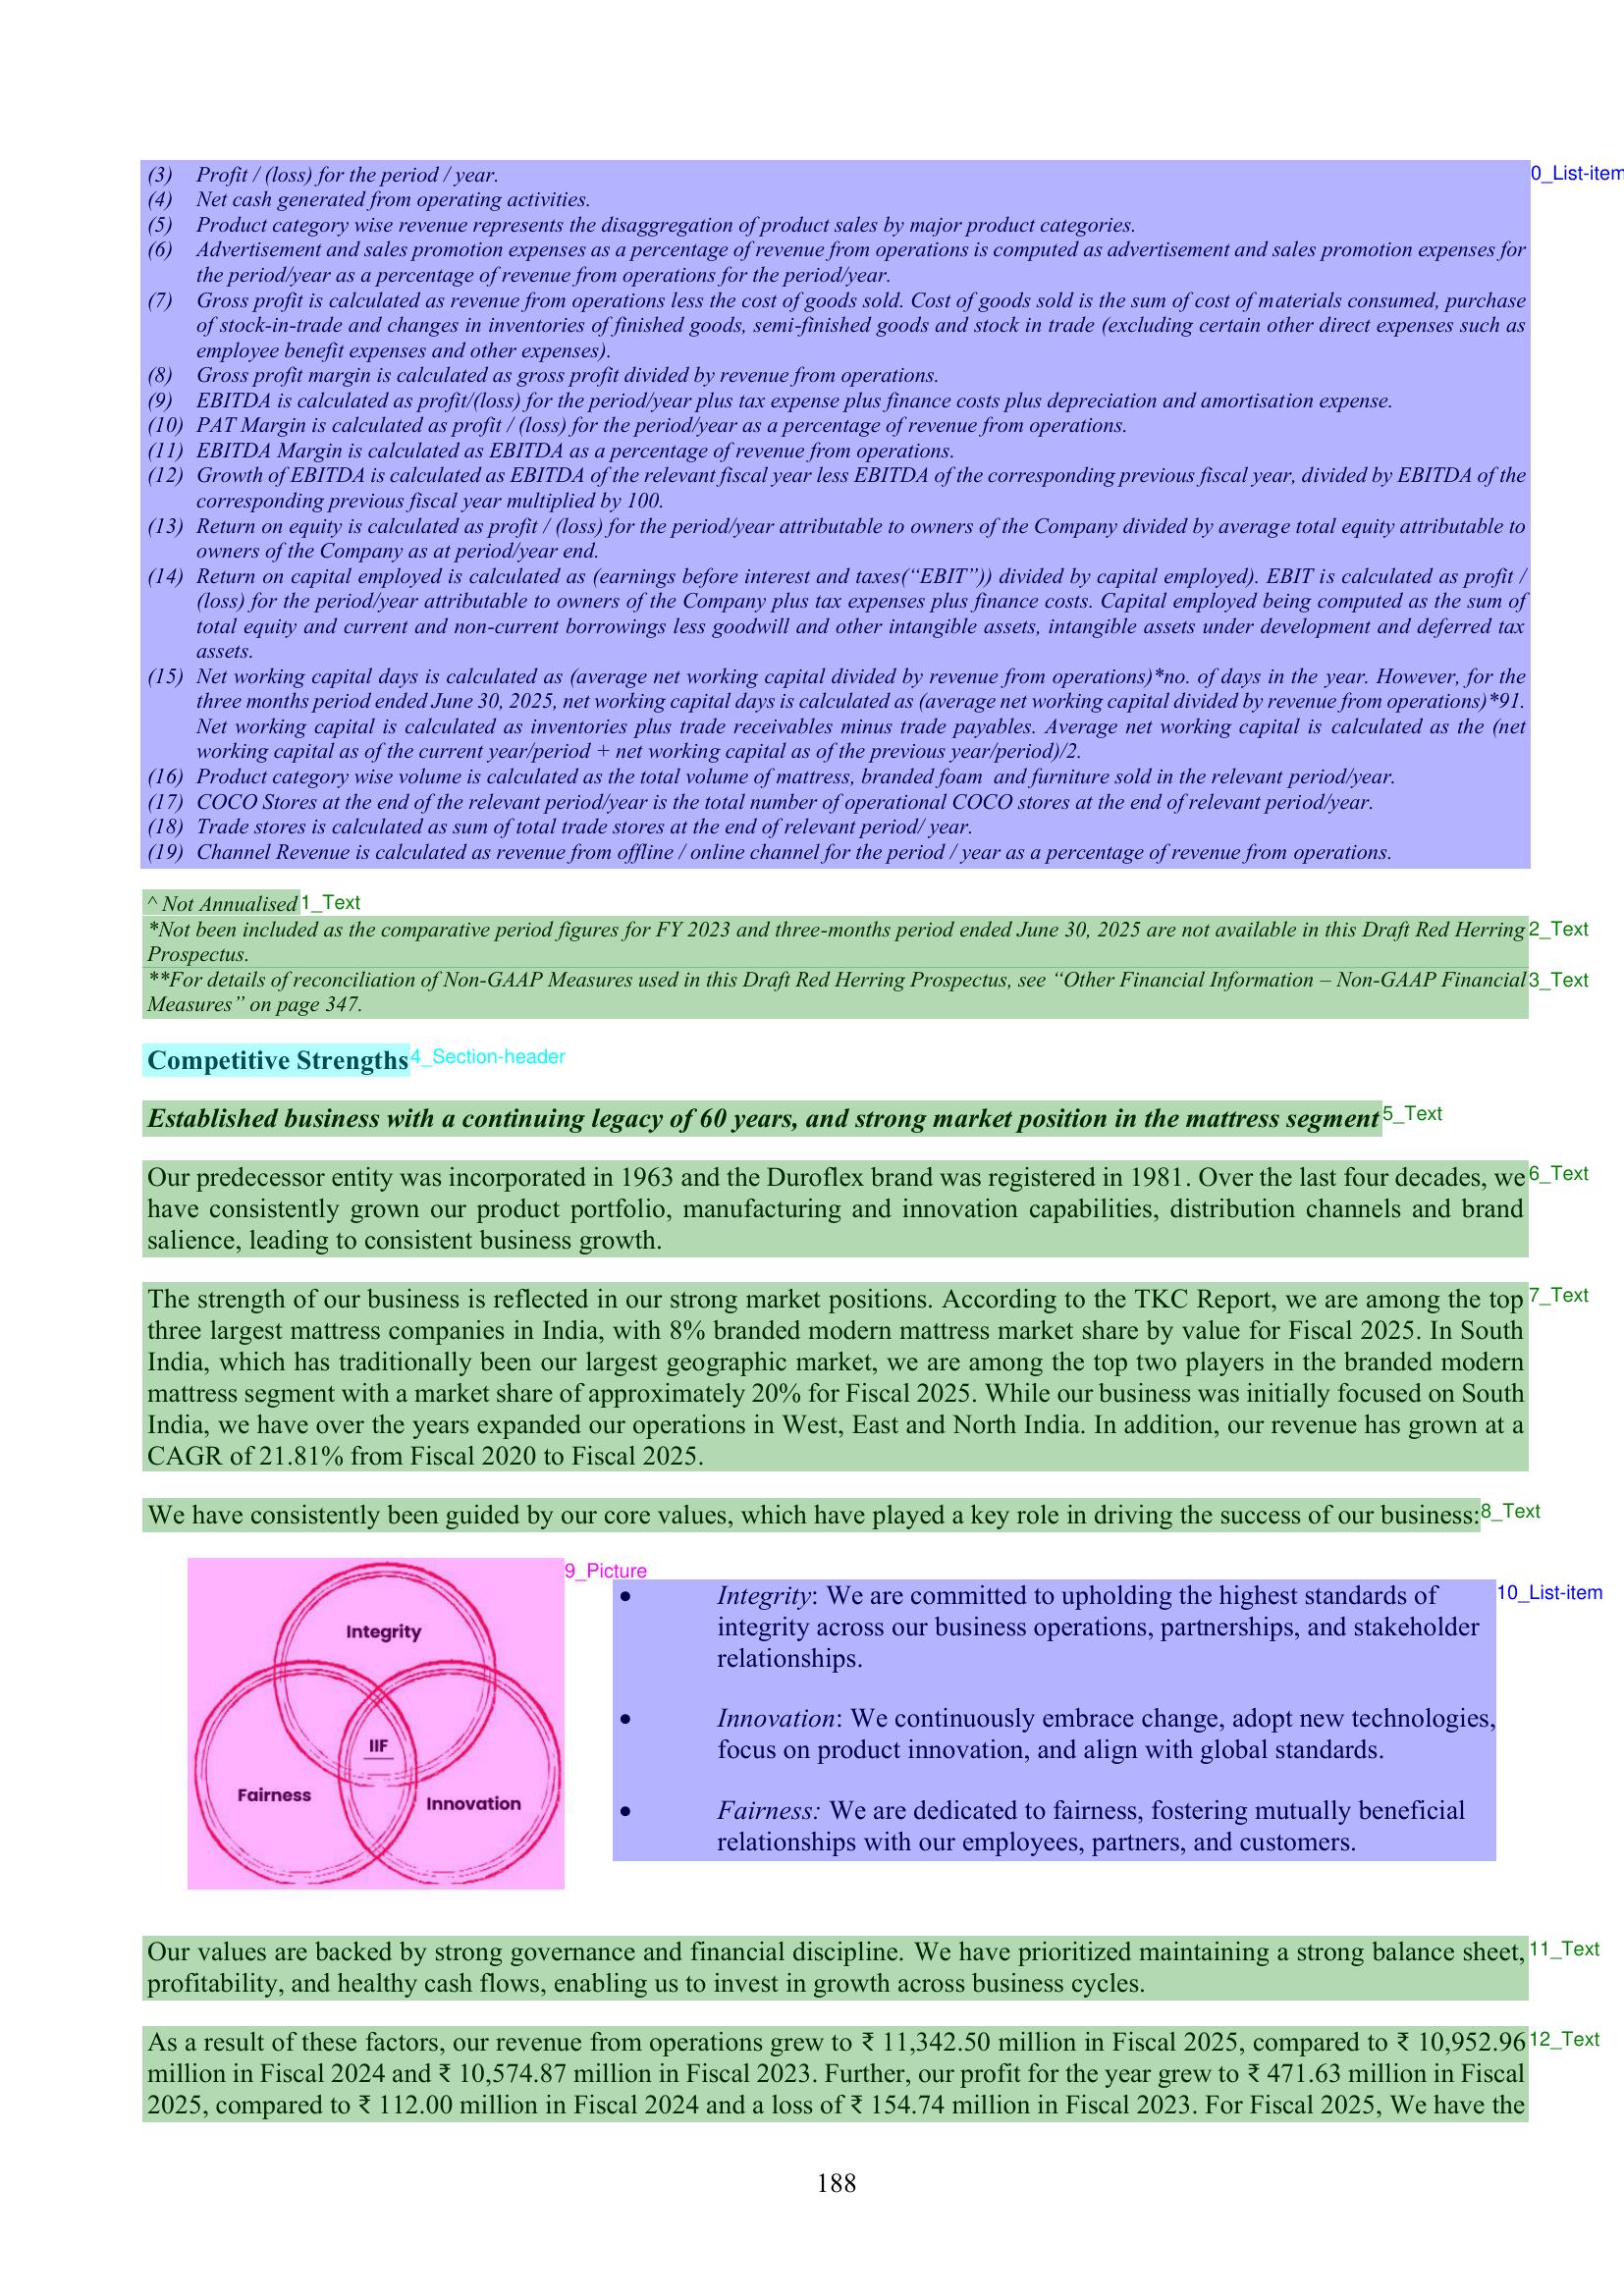 (3) Profit / (loss) for the period / year.
0_List-item
(4) Net cash generated from operating activities.
(5) Product category wise revenue represents the disaggregation of product sales by major product categories.
(6) Advertisement and sales promotion expenses as a percentage of revenue from operations is computed as advertisement and sales promotion expenses for
the period/year as a percentage of revenue from operations for the period/year.
(7) Gross profit is calculated as revenue from operations less the cost of goods sold. Cost of goods sold is the sum of cost of materials consumed, purchase
of stock-in-trade and changes in inventories of finished goods, semi-finished goods and stock in trade (excluding certain other direct expenses such as
employee benefit expenses and other expenses).
(8) Gross profit margin is calculated as gross profit divided by revenue from operations.
(9) EBITDA is calculated as profit/(loss) for the period/year plus tax expense plus finance costs plus depreciation and amortisation expense.
(10) PAT Margin is calculated as profit / (loss) for the period/year as a percentage of revenue from operations.
(11) EBITDA Margin is calculated as EBITDA as a percentage of revenue from operations.
(12) Growth of EBITDA is calculated as EBITDA of the relevant fiscal year less EBITDA of the corresponding previous fiscal year, divided by EBITDA of the
corresponding previous fiscal year multiplied by 100.
(13) Return on equity is calculated as profit / (loss) for the period/year attributable to owners of the Company divided by average total equity attributable to
owners of the Company as at period/year end.
(14) Return on capital employed is calculated as (earnings before interest and taxes(“EBIT”)) divided by capital employed). EBIT is calculated as profit /
(loss) for the period/year attributable to owners of the Company plus tax expenses plus finance costs. Capital employed being computed as the sum of
total equity and current and non-current borrowings less goodwill and other intangible assets, intangible assets under development and deferred tax
assets.
(15) Net working capital days is calculated as (average net working capital divided by revenue from operations)*no. of days in the year. However, for the
three months period ended June 30, 2025, net working capital days is calculated as (average net working capital divided by revenue from operations)*91.
Net working capital is calculated as inventories plus trade receivables minus trade payables. Average net working capital is calculated as the (net
working capital as of the current year/period + net working capital as of the previous year/period)/2.
(16) Product category wise volume is calculated as the total volume of mattress, branded foam and furniture sold in the relevant period/year.
(17) COCO Stores at the end of the relevant period/year is the total number of operational COCO stores at the end of relevant period/year.
(18) Trade stores is calculated as sum of total trade stores at the end of relevant period/ year.
(19) Channel Revenue is calculated as revenue from offline / online channel for the period / year as a percentage of revenue from operations.
^ Not Annualised 1_Text
*Not been included as the comparative period figures for FY 2023 and three-months period ended June 30, 2025 are not available in this Draft Red Herring 2_Text
Prospectus.
**For details of reconciliation of Non-GAAP Measures used in this Draft Red Herring Prospectus, see “Other Financial Information – Non-GAAP Financial 3_Text
Measures” on page 347.
Competitive Strengths 4_Section-header
Established business with a continuing legacy of 60 years, and strong market position in the mattress segment 5_Text
Our predecessor entity was incorporated in 1963 and the Duroflex brand was registered in 1981. Over the last four decades, we 6_Text
have consistently grown our product portfolio, manufacturing and innovation capabilities, distribution channels and brand
salience, leading to consistent business growth.
The strength of our business is reflected in our strong market positions. According to the TKC Report, we are among the top 7_Text
three largest mattress companies in India, with 8% branded modern mattress market share by value for Fiscal 2025. In South
India, which has traditionally been our largest geographic market, we are among the top two players in the branded modern
mattress segment with a market share of approximately 20% for Fiscal 2025. While our business was initially focused on South
India, we have over the years expanded our operations in West, East and North India. In addition, our revenue has grown at a
CAGR of 21.81% from Fiscal 2020 to Fiscal 2025.
We have consistently been guided by our core values, which have played a key role in driving the success of our business: 8_Text
9_Picture
Integrity
IIF
Fairness
Innovation
• Integrity: We are committed to upholding the highest standards of 10_List-item
integrity across our business operations, partnerships, and stakeholder
relationships.
• Innovation: We continuously embrace change, adopt new technologies,
focus on product innovation, and align with global standards.
• Fairness: We are dedicated to fairness, fostering mutually beneficial
relationships with our employees, partners, and customers.
Our values are backed by strong governance and financial discipline. We have prioritized maintaining a strong balance sheet, 11_Text
profitability, and healthy cash flows, enabling us to invest in growth across business cycles.
As a result of these factors, our revenue from operations grew to ₹ 11,342.50 million in Fiscal 2025, compared to ₹ 10,952.96 12_Text
million in Fiscal 2024 and ₹ 10,574.87 million in Fiscal 2023. Further, our profit for the year grew to ₹ 471.63 million in Fiscal
2025, compared to ₹ 112.00 million in Fiscal 2024 and a loss of ₹ 154.74 million in Fiscal 2023. For Fiscal 2025, We have the
188